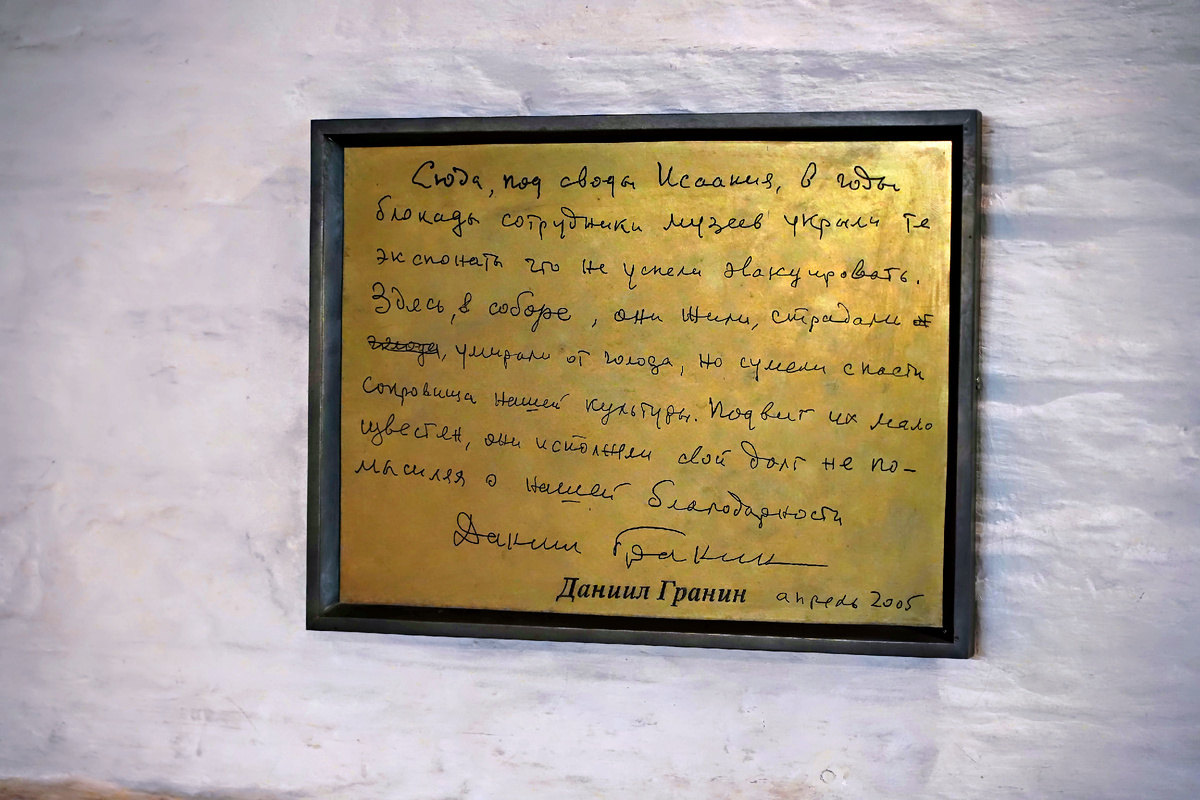 Сюда, под своды Исаакия, в годы
блокады сотрудники музеев укрыли те
экспонаты что не успели эвакуировать.
Здесь, в соборе, они жили, страдали от
голода, умирали от голода, но сумели спасти
сокровища нашей культуры. Подвиг их мало
известен, они исполняли свой долг не по-
мышляя о нашей благодарности
Даниил Гранин
Даниил Гранин апрель 2005